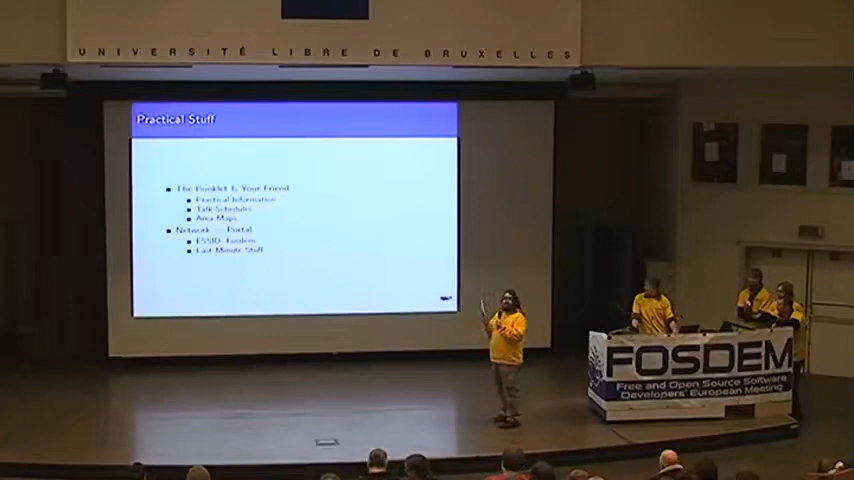 UNIVERSITÉ LIBRE DE BRUXELLES
Practical Stuff
The Booklet Is Your Friend
Practical Information
Talk Schedules
Area Maps
Network — Portal
ESSID: Fosdem
Last Minute Stuff
FOSDEM
Free and Open Source Software
Developers' European Meeting